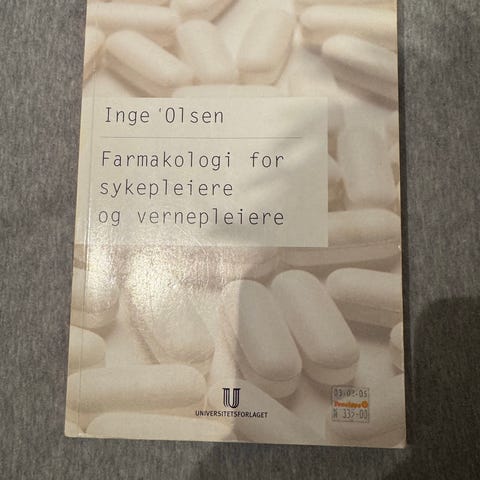 Inge Olsen
Farmakologi for
sykepleiere
og vernepleiere
U
UNIVERSITETSFORLAGET